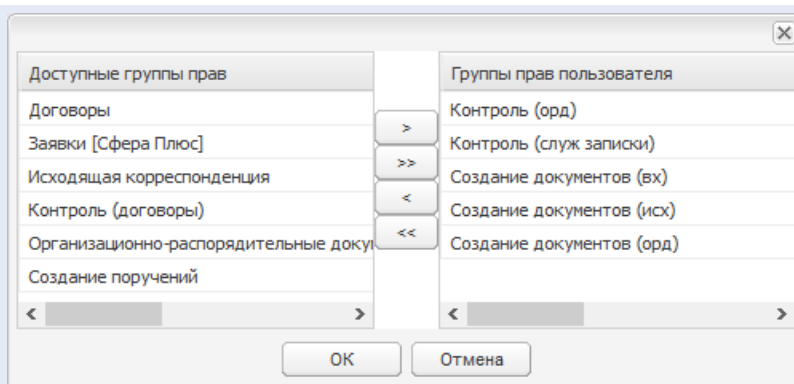 Доступные группы прав
Договоры
Заявки [Сфера Плюс]
Исходящая корреспонденция
Контроль (договоры)
Организационно-распорядительные
Создание поручений
>
>>
<
<<
Группы прав пользователя
Контроль (орд)
Контроль (служ записки)
Создание документов (вх)
Создание документов (исх)
Создание документов (орд)
ОК
Отмена